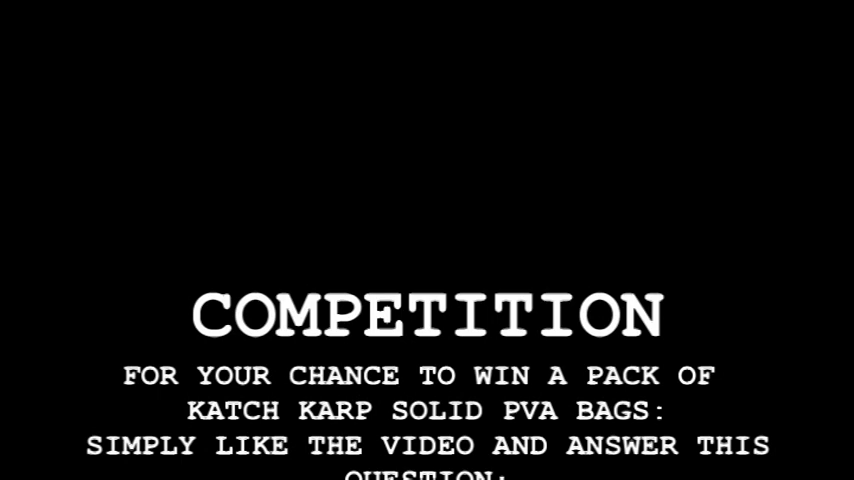 COMPETITION
FOR YOUR CHANCE TO WIN A PACK OF
KATCH KARP SOLID PVA BAGS:
SIMPLY LIKE THE VIDEO AND ANSWER THIS
QUESTION: